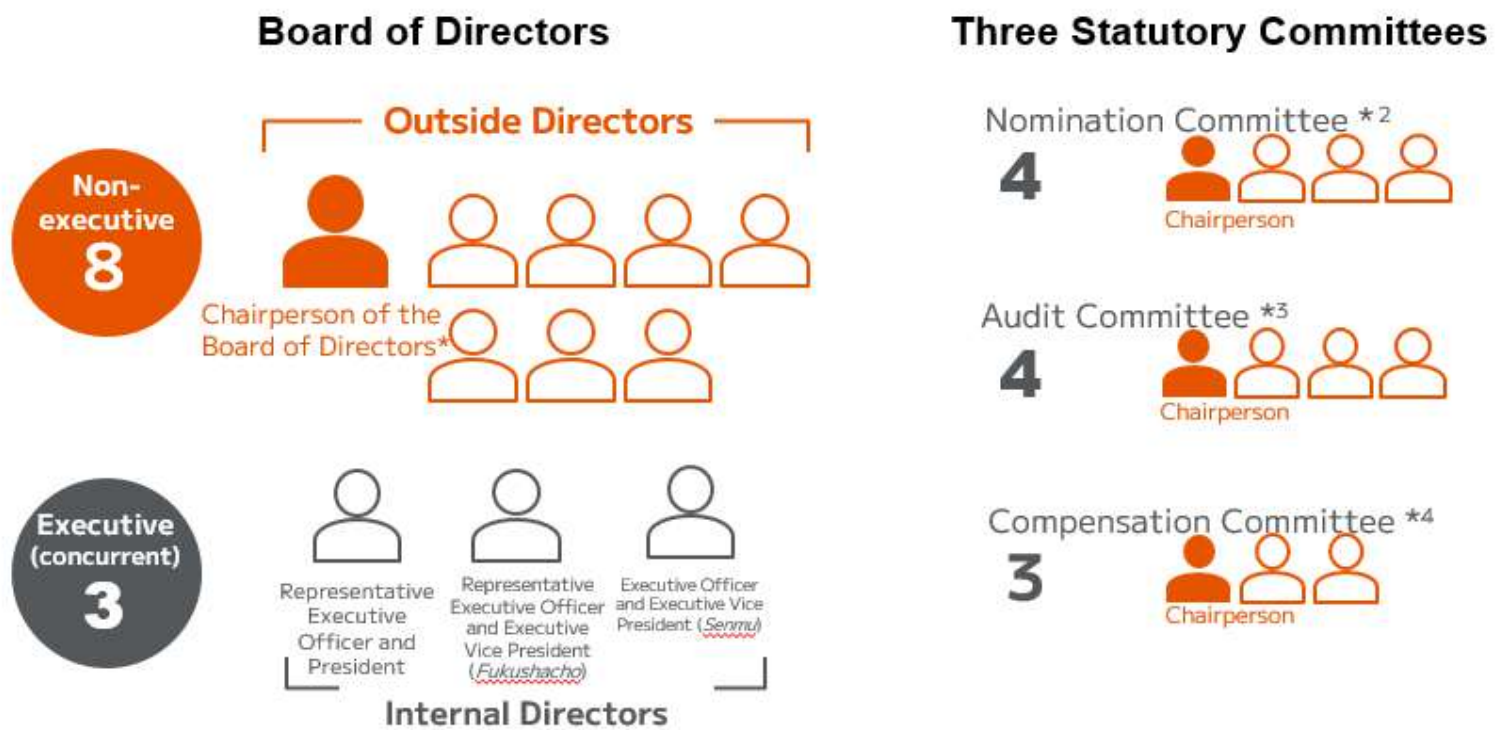 Board of Directors
Three Statutory Committees
Outside Directors
Non-
executive
8
Chairperson of the
Board of Directors*
Executive
(concurrent)
3
Representative
Executive
Officer and
President
Representative
Executive Officer
and Executive
Vice President
(Fukushacho)
Executive Officer
and Executive Vice
President (Senmu)
Internal Directors
Nomination Committee *2
4
Chairperson
Audit Committee *3
4
Chairperson
Compensation Committee *4
3
Chairperson